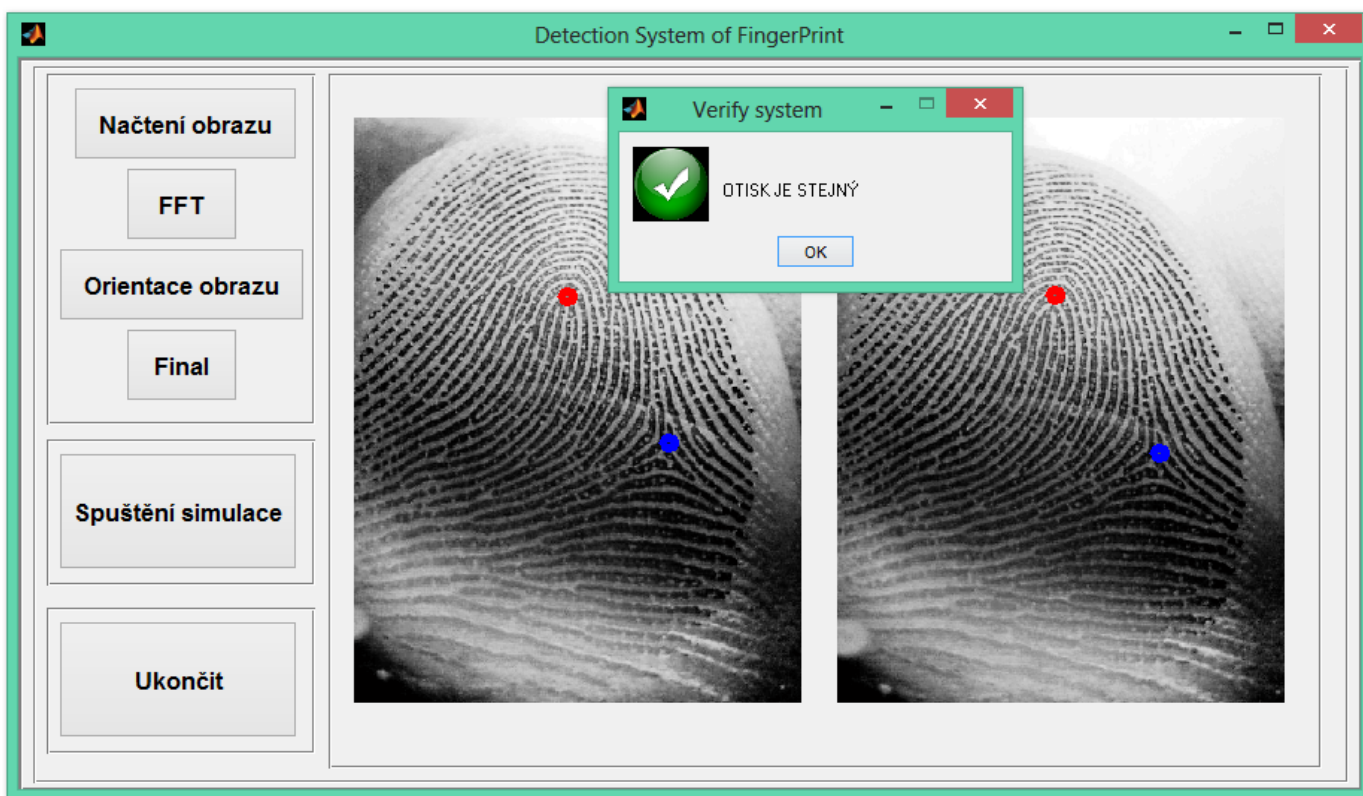 Detection System of FingerPrint
Načtení obrazu
FFT
Orientace obrazu
Final
Spuštění simulace
Ukončit
Verify system
OTISK JE STEJNÝ
OK